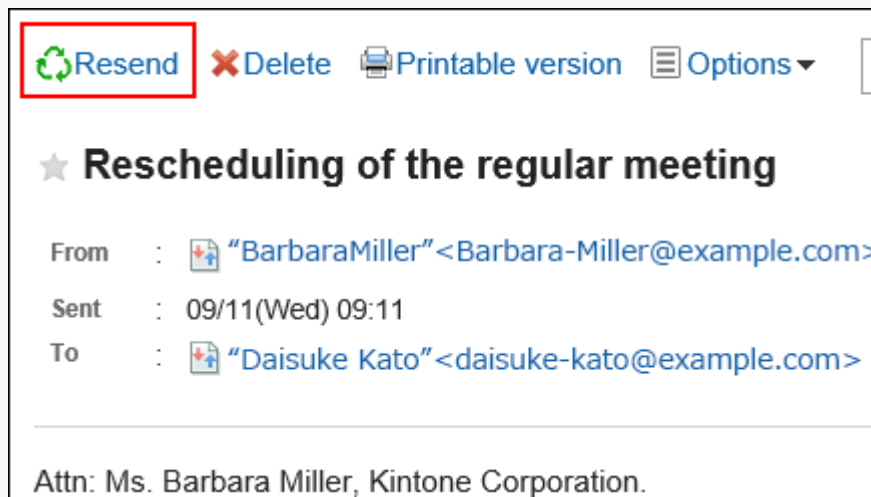 Resend Delete Printable version Options
Rescheduling of the regular meeting
From : “BarbaraMiller”<Barbara-Miller@example.com>
Sent : 09/11(Wed) 09:11
To : “Daisuke Kato”<daisuke-kato@example.com>
Attn: Ms. Barbara Miller, Kintone Corporation.